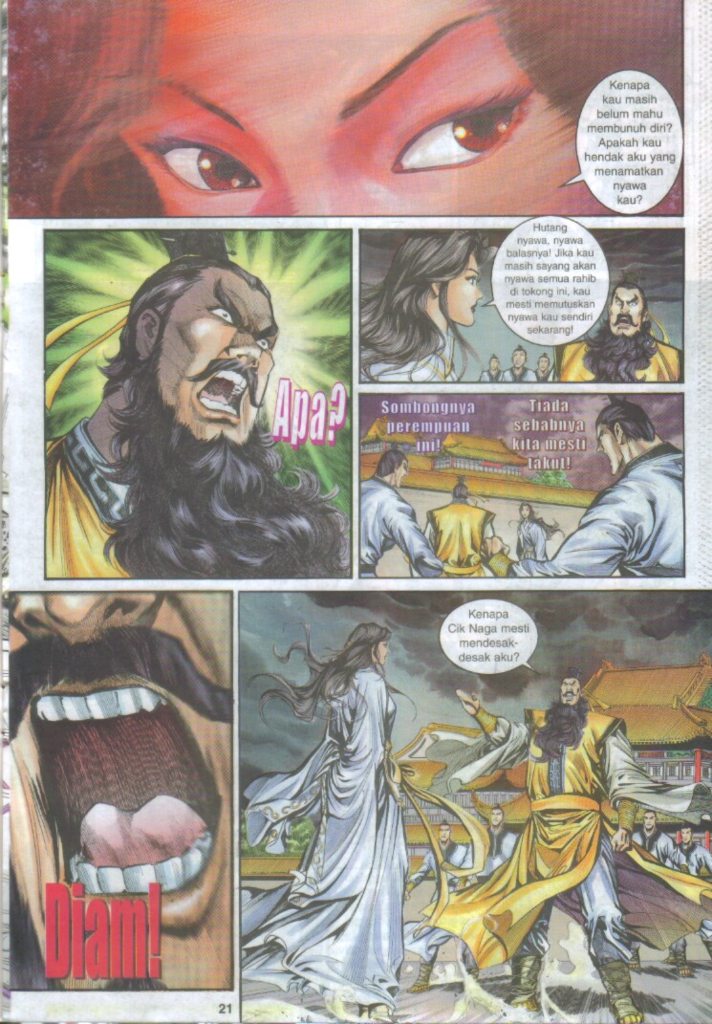 Kenapa
kau masih
belum mahu
membunuh diri?
Apakah kau
hendak aku yang
menamatkan
nyawa
kau?
Apa?
Hutang
nyawa, nyawa
balasnya! Jika kau
masih sayang akan
nyawa semua rahib
di tokong ini, kau
mesti memutuskan
nyawa kau sendiri
sekarang!
Sombongnya
perempuan
ini!
Tiada
sebabnya
kita mesti
takut!
Diam!
Kenapa
Cik Naga mesti
mendesak-
desak aku?
21